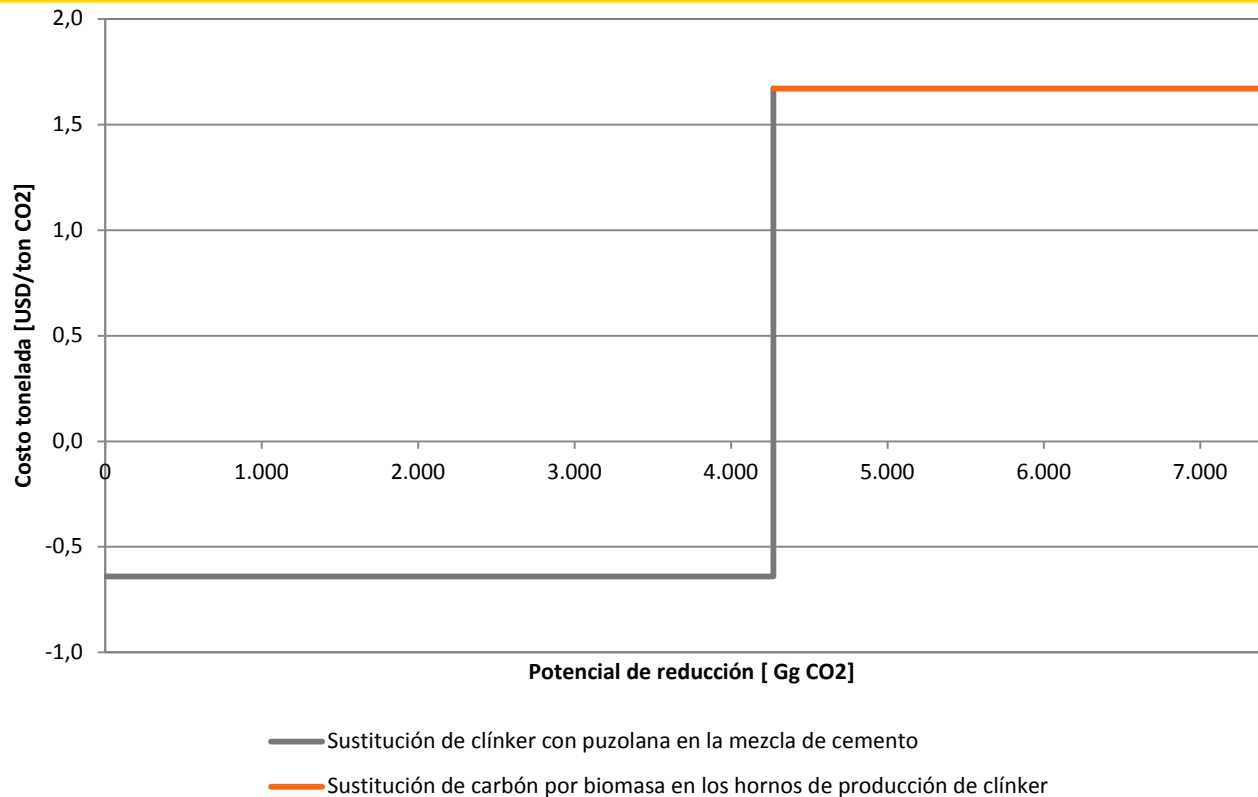 2,0
1,5
1,0
0,5
0,0
-0,5
-1,0
Costo tonelada [USD/ton CO2]
0 1.000 2.000 3.000 4.000 5.000 6.000 7.000
Potencial de reducción [ Gg CO2]
Sustitución de clínker con puzolana en la mezcla de cemento
Sustitución de carbón por biomasa en los hornos de producción de clínker